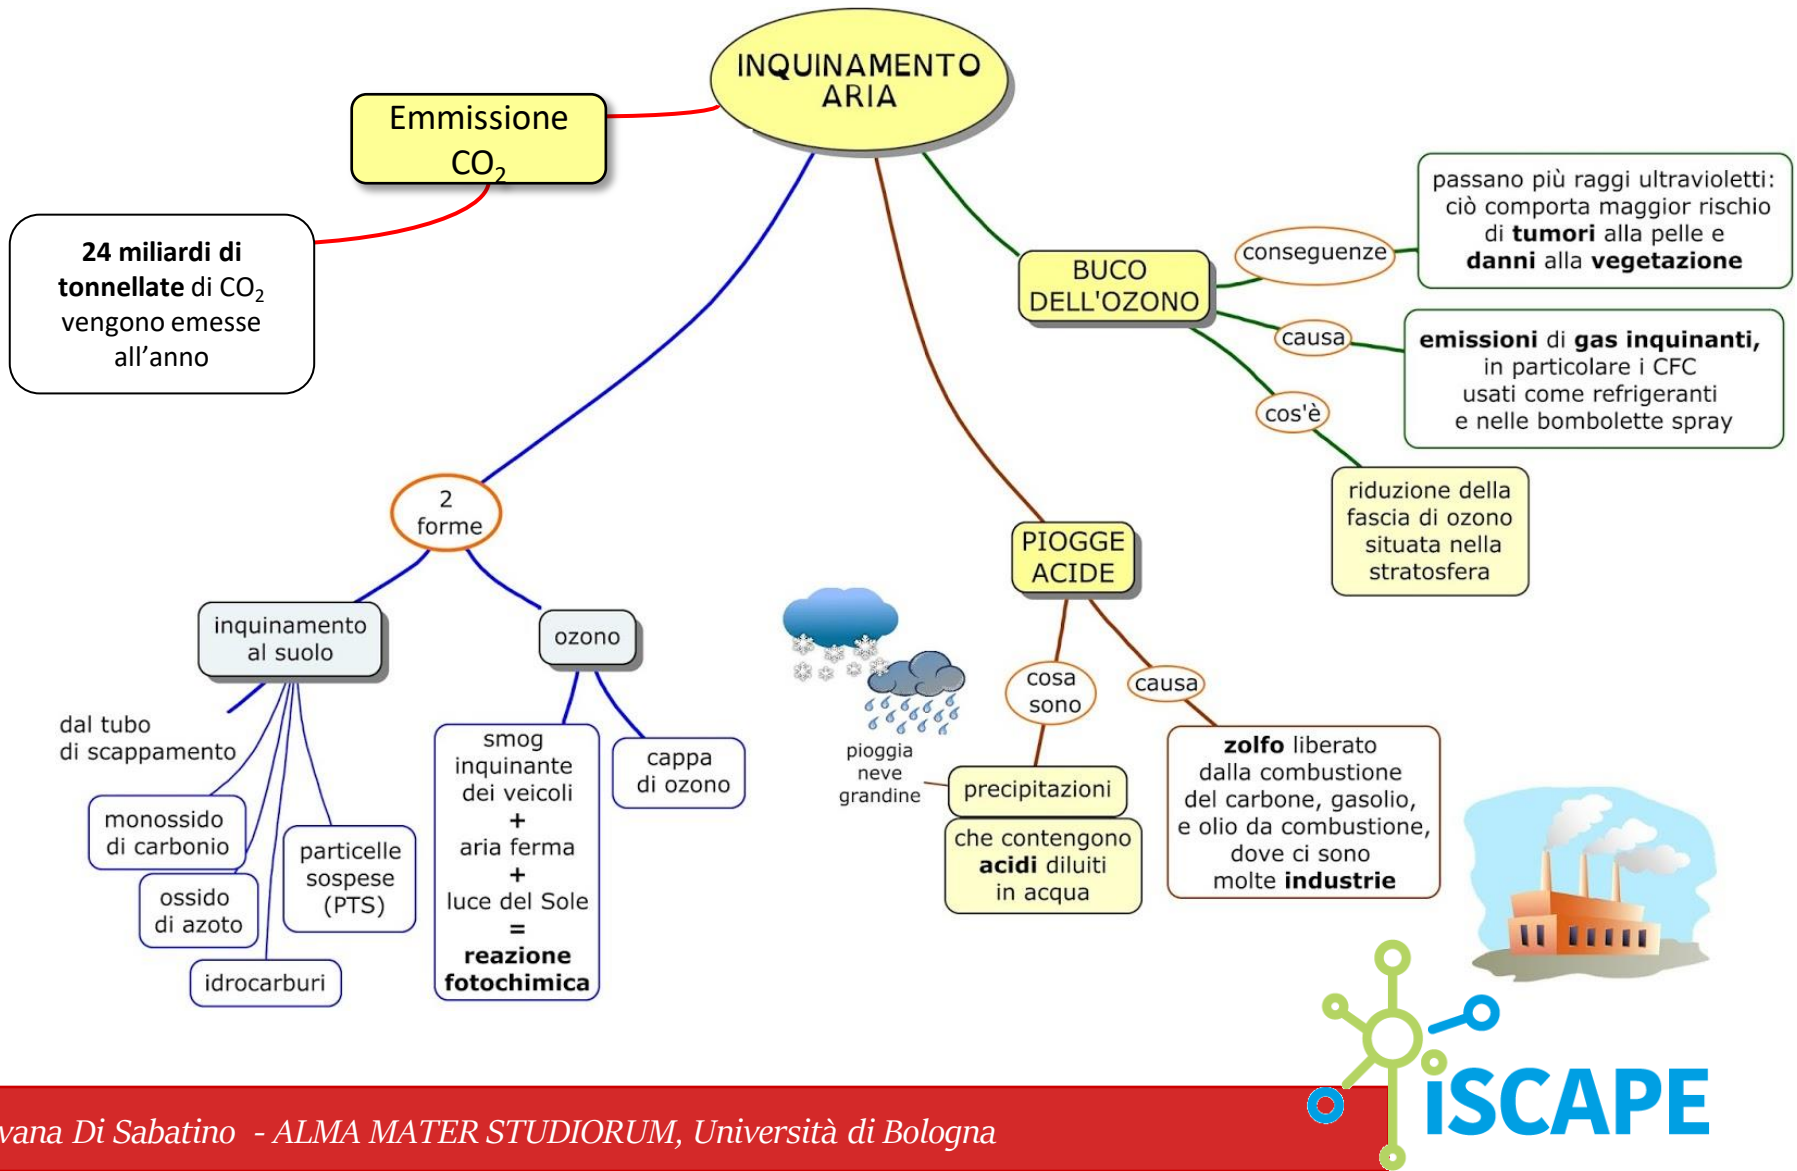 INQUINAMENTO
ARIA
Emmissione
CO₂
24 miliardi di
tonnellate di CO₂
vengono emesse
all'anno
BUCO
DELL'OZONO
conseguenze
passano più raggi ultravioletti:
ciò comporta maggior rischio
di tumori alla pelle e
danni alla vegetazione
causa
emissioni di gas inquinanti,
in particolare i CFC
usati come refrigeranti
e nelle bombolette spray
cos'è
riduzione della
fascia di ozono
situata nella
stratosfera
2
forme
inquinamento
al suolo
dal tubo
di scappamento
monossido
di carbonio
ossido
di azoto
idrocarburi
particelle
sospese
(PTS)
ozono
smog
inquinante
dei veicoli
+
aria ferma
+
luce del Sole
=
reazione
fotochimica
cappa
di ozono
PIOGGE
ACIDE
cosa
sono
pioggia
neve
grandine
precipitazioni
che contengono
acidi diluiti
in acqua
causa
zolfo liberato
dalla combustione
del carbone, gasolio,
e olio da combustione,
dove ci sono
molte industrie
vana Di Sabatino - ALMA MATER STUDIORUM, Università di Bologna
iSCAPE